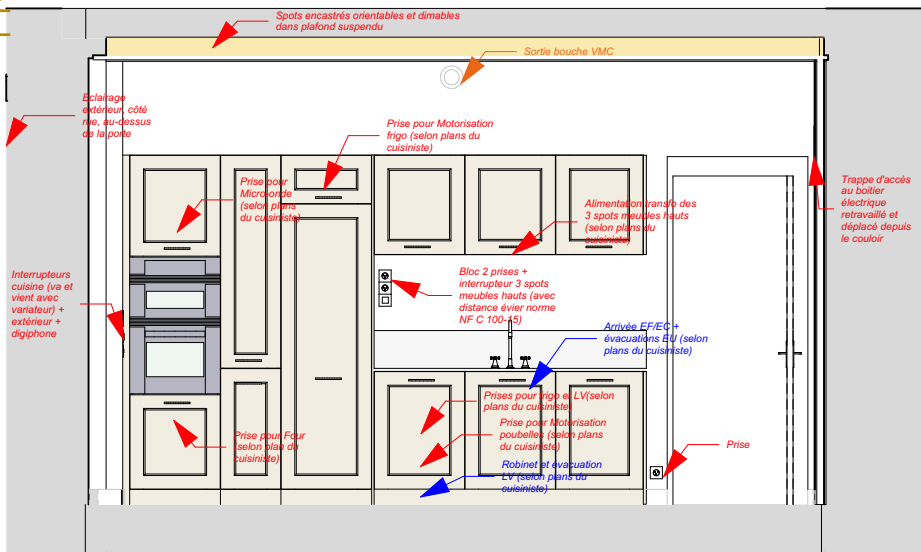 Spots encastrés orientables et dimables
dans plafond suspendu
Sortie bouche VMC
Eclairage
extérieur, côté
rue, au-dessus
de la porte
Prise pour Motorisation
frigo (selon plans du
cuisiniste)
Prise pour
Micro-onde
(selon plans
du cuisiniste)
Alimentation transfo des
3 spots meubles hauts
(selon plans du
cuisiniste)
Trappe d'accès
au boitier
électrique
retravaillé et
déplacé depuis
le couloir
Interrupteurs
cuisine (va et
vient avec
variateur) +
extérieur +
digiphone
Bloc 2 prises +
interrupteur 3 spots
meubles hauts (avec
distance évier norme
NF C 100-15)
Arrivée EF/EC +
évacuations EU (selon
plans du cuisiniste)
Prises pour frigo et LV(selon
plans du cuisiniste)
Prise pour Motorisation
poubelles (selon plans
du cuisiniste)
Prise pour Four
(selon plan du
cuisiniste)
Prise
Robinet et évacuation
LV (selon plans du
cuisiniste)